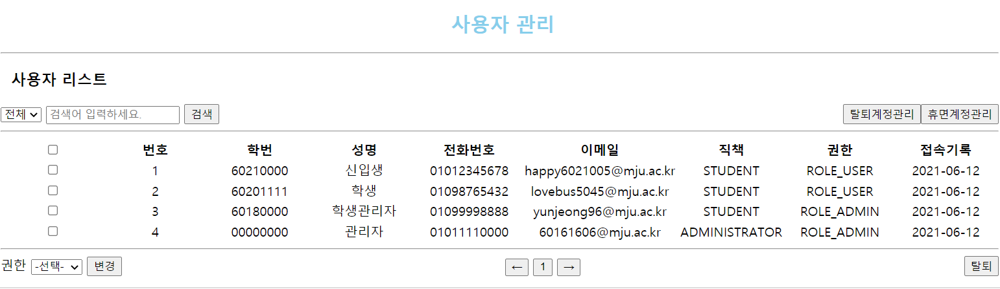 사용자 관리
사용자 리스트
전체 검색어 입력하세요. 검색 탈퇴계정관리 휴면계정관리
번호 학번 성명 전화번호 이메일 직책 권한 접속기록
1 60210000 신입생 01012345678 happy6021005@mju.ac.kr STUDENT ROLE_USER 2021-06-12
2 60201111 학생 01098765432 lovebus5045@mju.ac.kr STUDENT ROLE_USER 2021-06-12
3 60180000 학생관리자 01099998888 yunjeong96@mju.ac.kr STUDENT ROLE_ADMIN 2021-06-12
4 00000000 관리자 01011110000 60161606@mju.ac.kr ADMINISTRATOR ROLE_ADMIN 2021-06-12
권한 -선택- 변경 ← 1 → 탈퇴